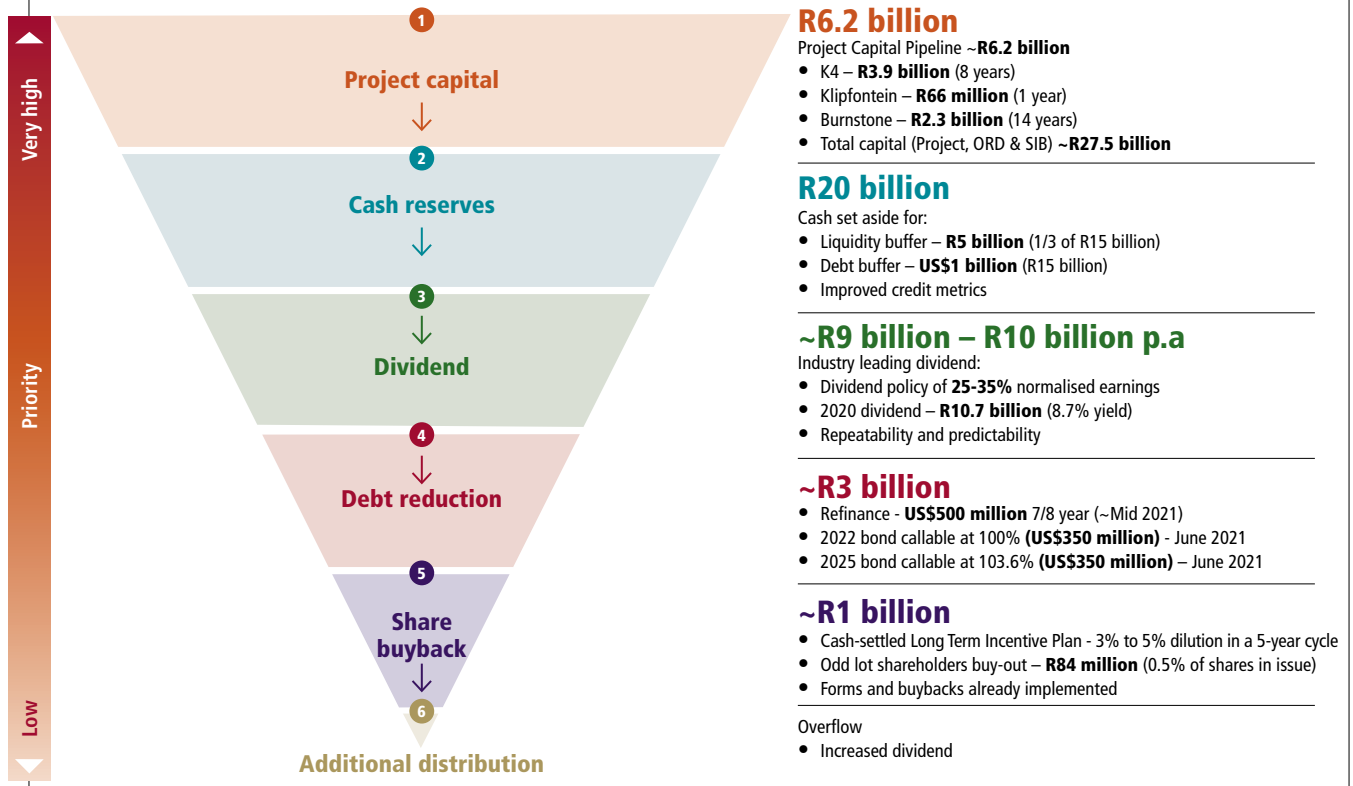 Very high
Priority
Low
1
Project capital
2
Cash reserves
3
Dividend
4
Debt reduction
5
Share
buyback
6
Additional distribution
R6.2 billion
Project Capital Pipeline ~R6.2 billion
• K4 – R3.9 billion (8 years)
• Klipfontein – R66 million (1 year)
• Burnstone – R2.3 billion (14 years)
• Total capital (Project, ORD & SIB) ~R27.5 billion
R20 billion
Cash set aside for:
• Liquidity buffer – R5 billion (1/3 of R15 billion)
• Debt buffer – US$1 billion (R15 billion)
• Improved credit metrics
~R9 billion – R10 billion p.a
Industry leading dividend:
• Dividend policy of 25-35% normalised earnings
• 2020 dividend – R10.7 billion (8.7% yield)
• Repeatability and predictability
~R3 billion
• Refinance - US$500 million 7/8 year (~Mid 2021)
• 2022 bond callable at 100% (US$350 million) - June 2021
• 2025 bond callable at 103.6% (US$350 million) – June 2021
~R1 billion
• Cash-settled Long Term Incentive Plan - 3% to 5% dilution in a 5-year cycle
• Odd lot shareholders buy-out – R84 million (0.5% of shares in issue)
• Forms and buybacks already implemented
Overflow
• Increased dividend